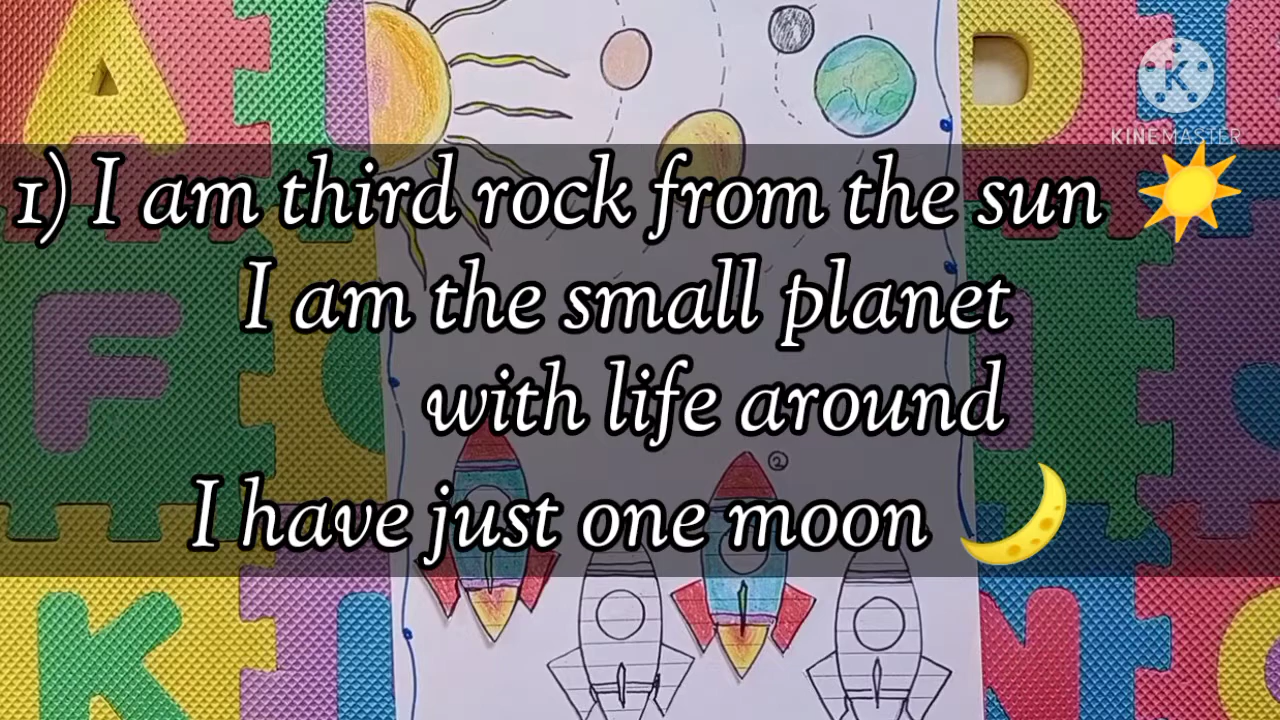 A
D
KINEMASTER
1) I am third rock from the sun ☀️
I am the small planet
with life around
I have just one moon 🌙
F
②
K
N